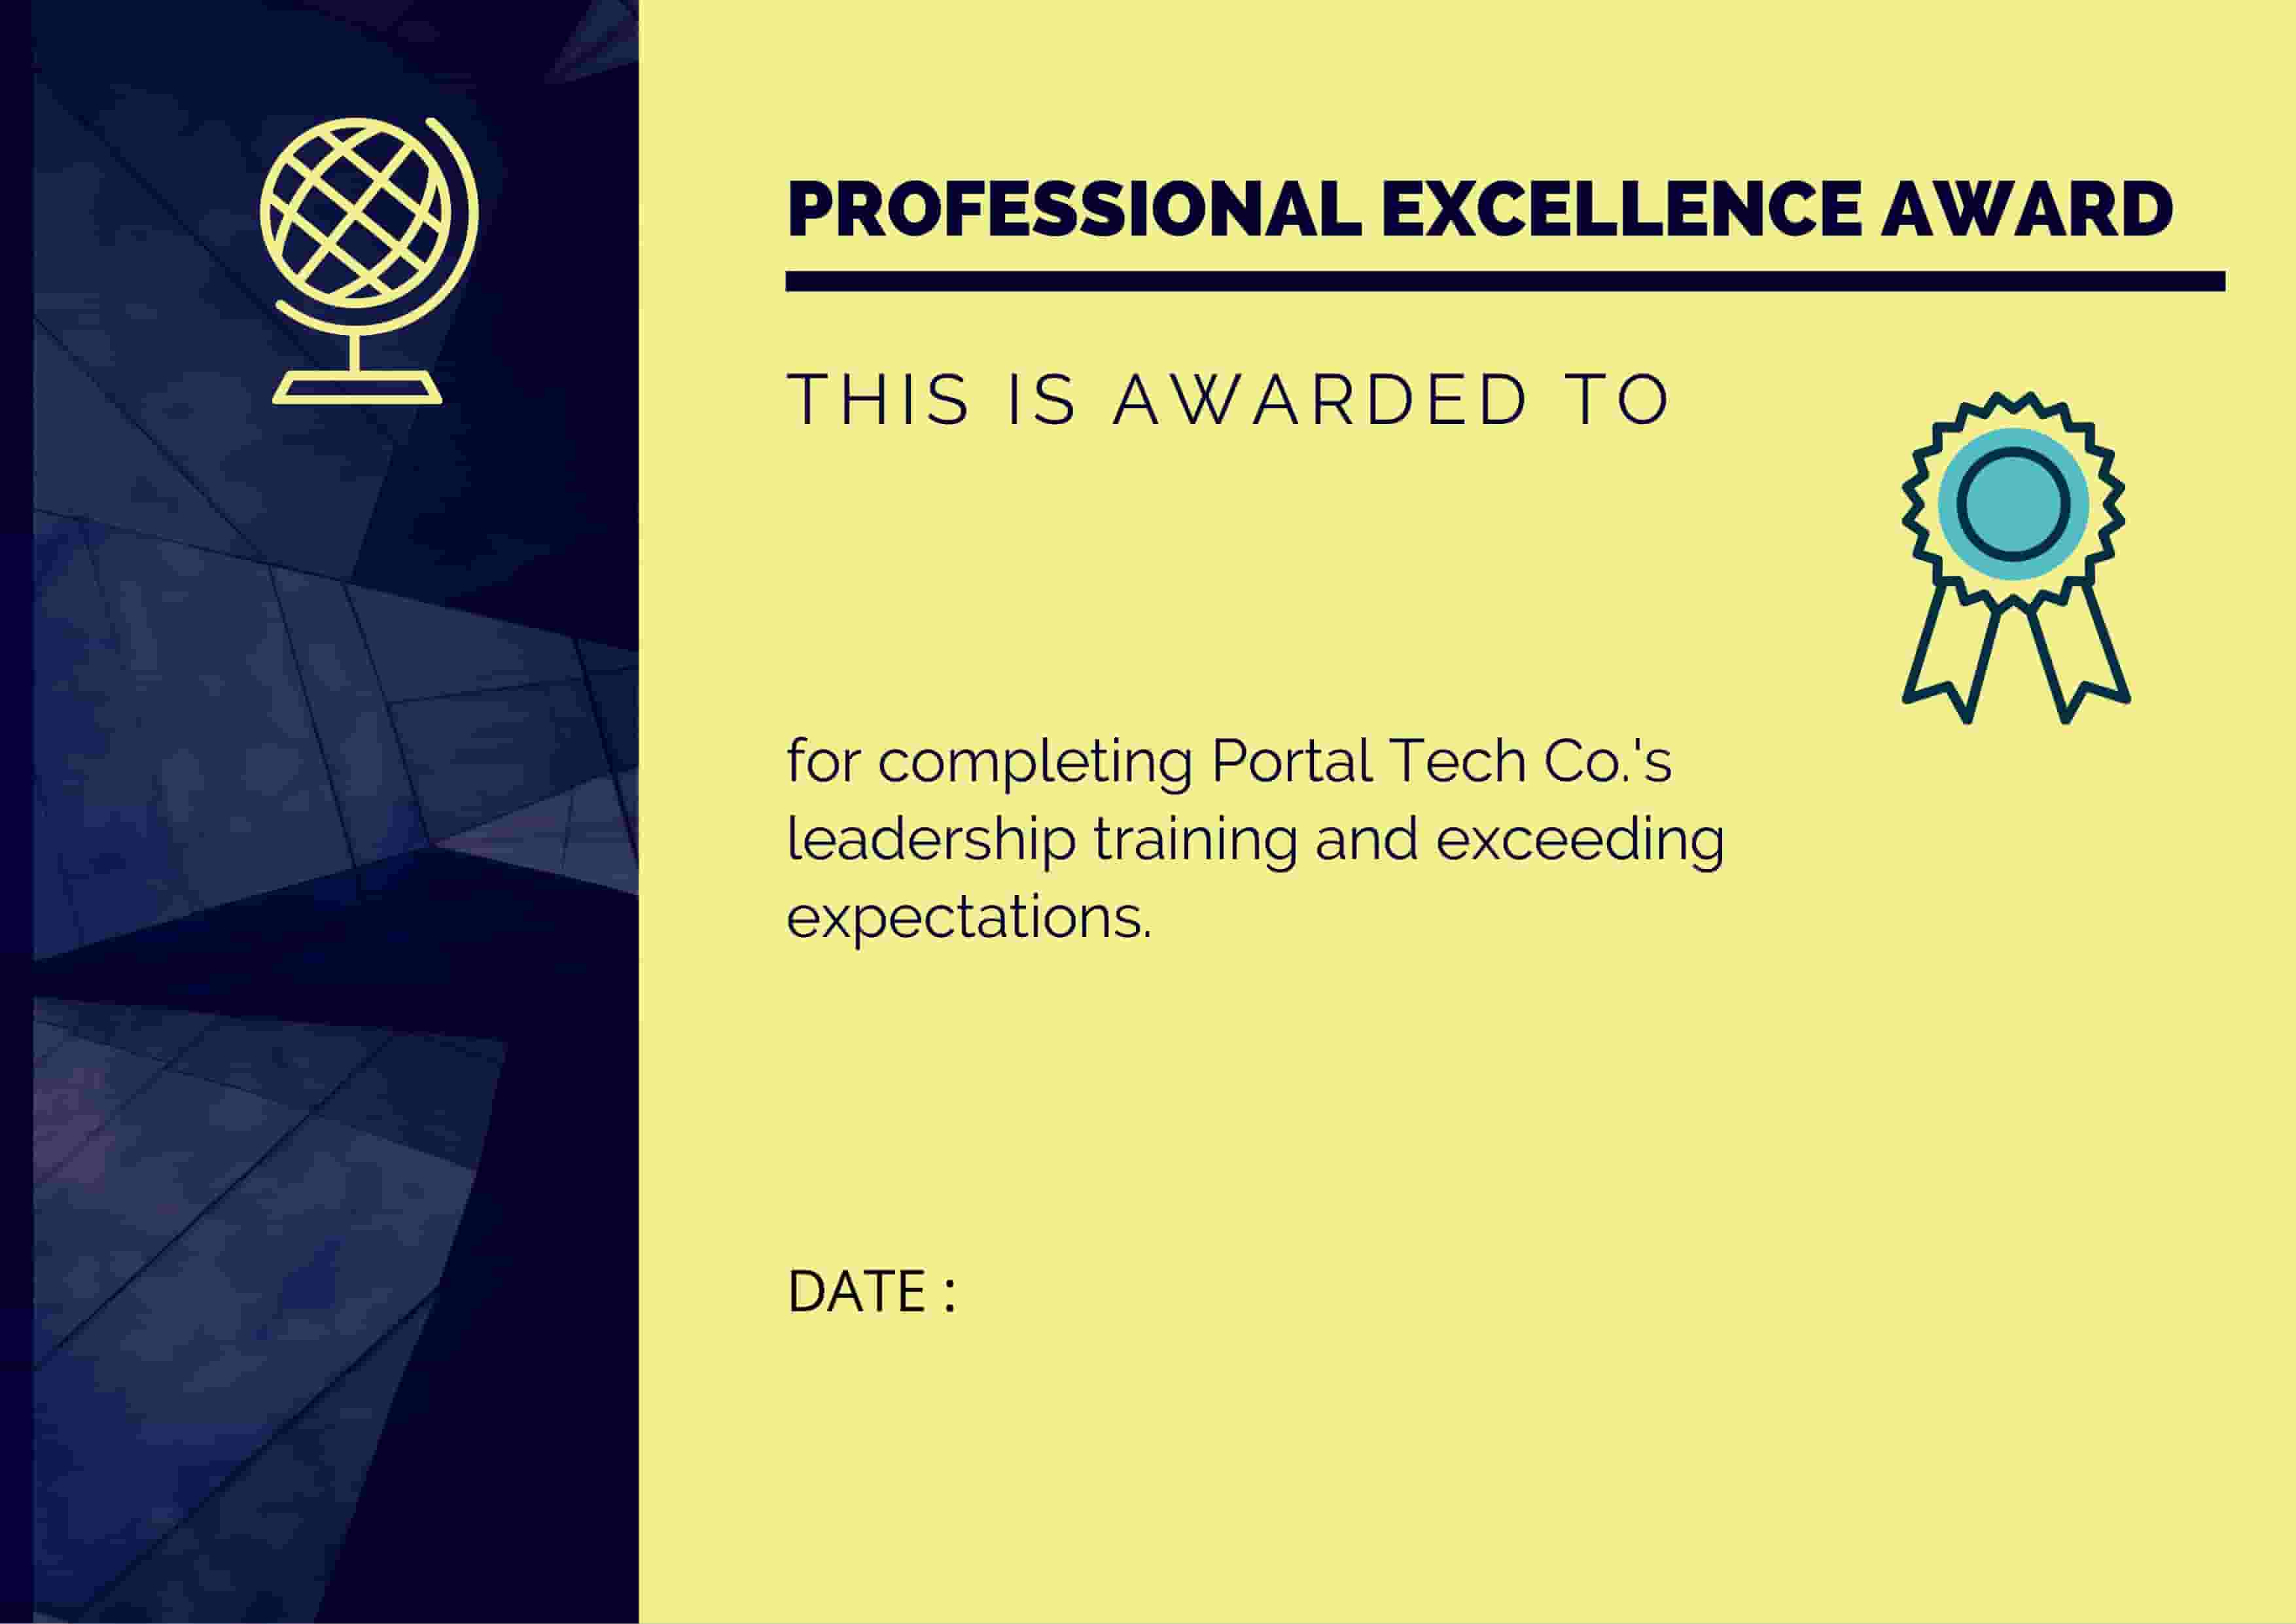 PROFESSIONAL EXCELLENCE AWARD
THIS IS AWARDED TO
for completing Portal Tech Co.'s
leadership training and exceeding
expectations.
DATE :